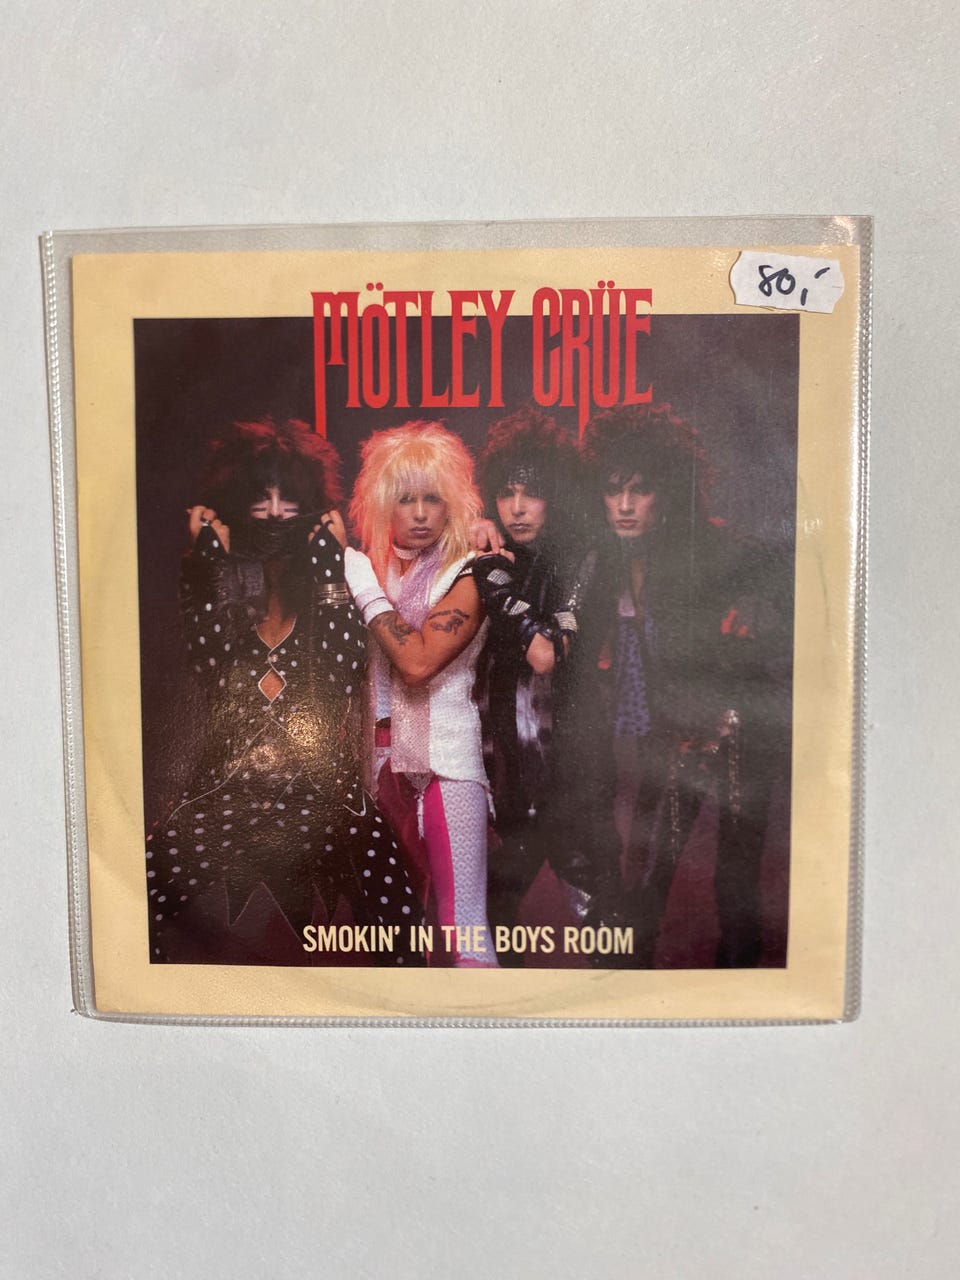 80,-
MÖTLEY CRÜE
SMOKIN' IN THE BOYS ROOM